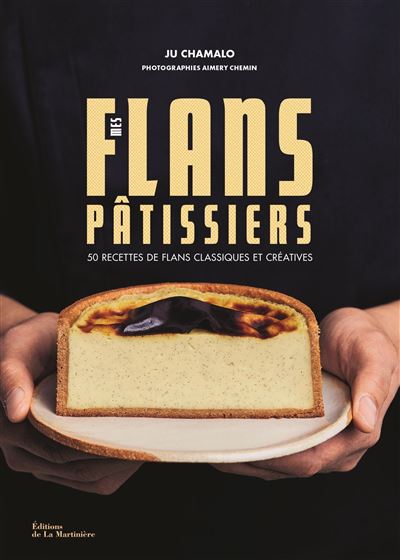 JU CHAMALO
PHOTOGRAPHIES AIMERY CHEMIN
MES
FLANS
PÂTISSIERS
50 RECETTES DE FLANS CLASSIQUES ET CRÉATIVES
Éditions
de La Martinière